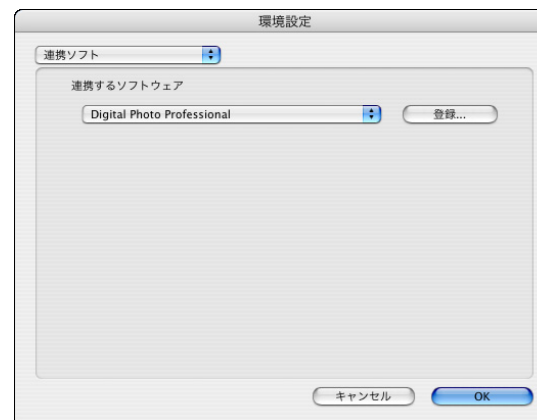 環境設定
連携ソフト
連携するソフトウェア
Digital Photo Professional
登録...
キャンセル
OK